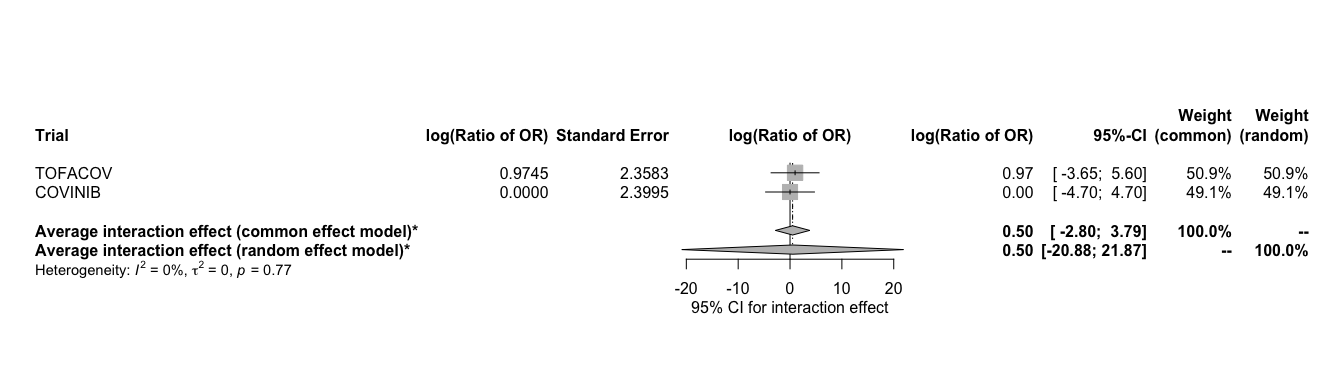 Weight Weight
Trial log(Ratio of OR) Standard Error log(Ratio of OR) log(Ratio of OR) 95%-CI (common) (random)
TOFACOV 0.9745 2.3583 0.97 [ -3.65; 5.60] 50.9% 50.9%
COVINIB 0.0000 2.3995 0.00 [ -4.70; 4.70] 49.1% 49.1%
Average interaction effect (common effect model)* 0.50 [ -2.80; 3.79] 100.0% --
Average interaction effect (random effect model)* 0.50 [-20.88; 21.87] -- 100.0%
Heterogeneity: I² = 0%, τ² = 0, p = 0.77
-20 -10 0 10 20
95% CI for interaction effect